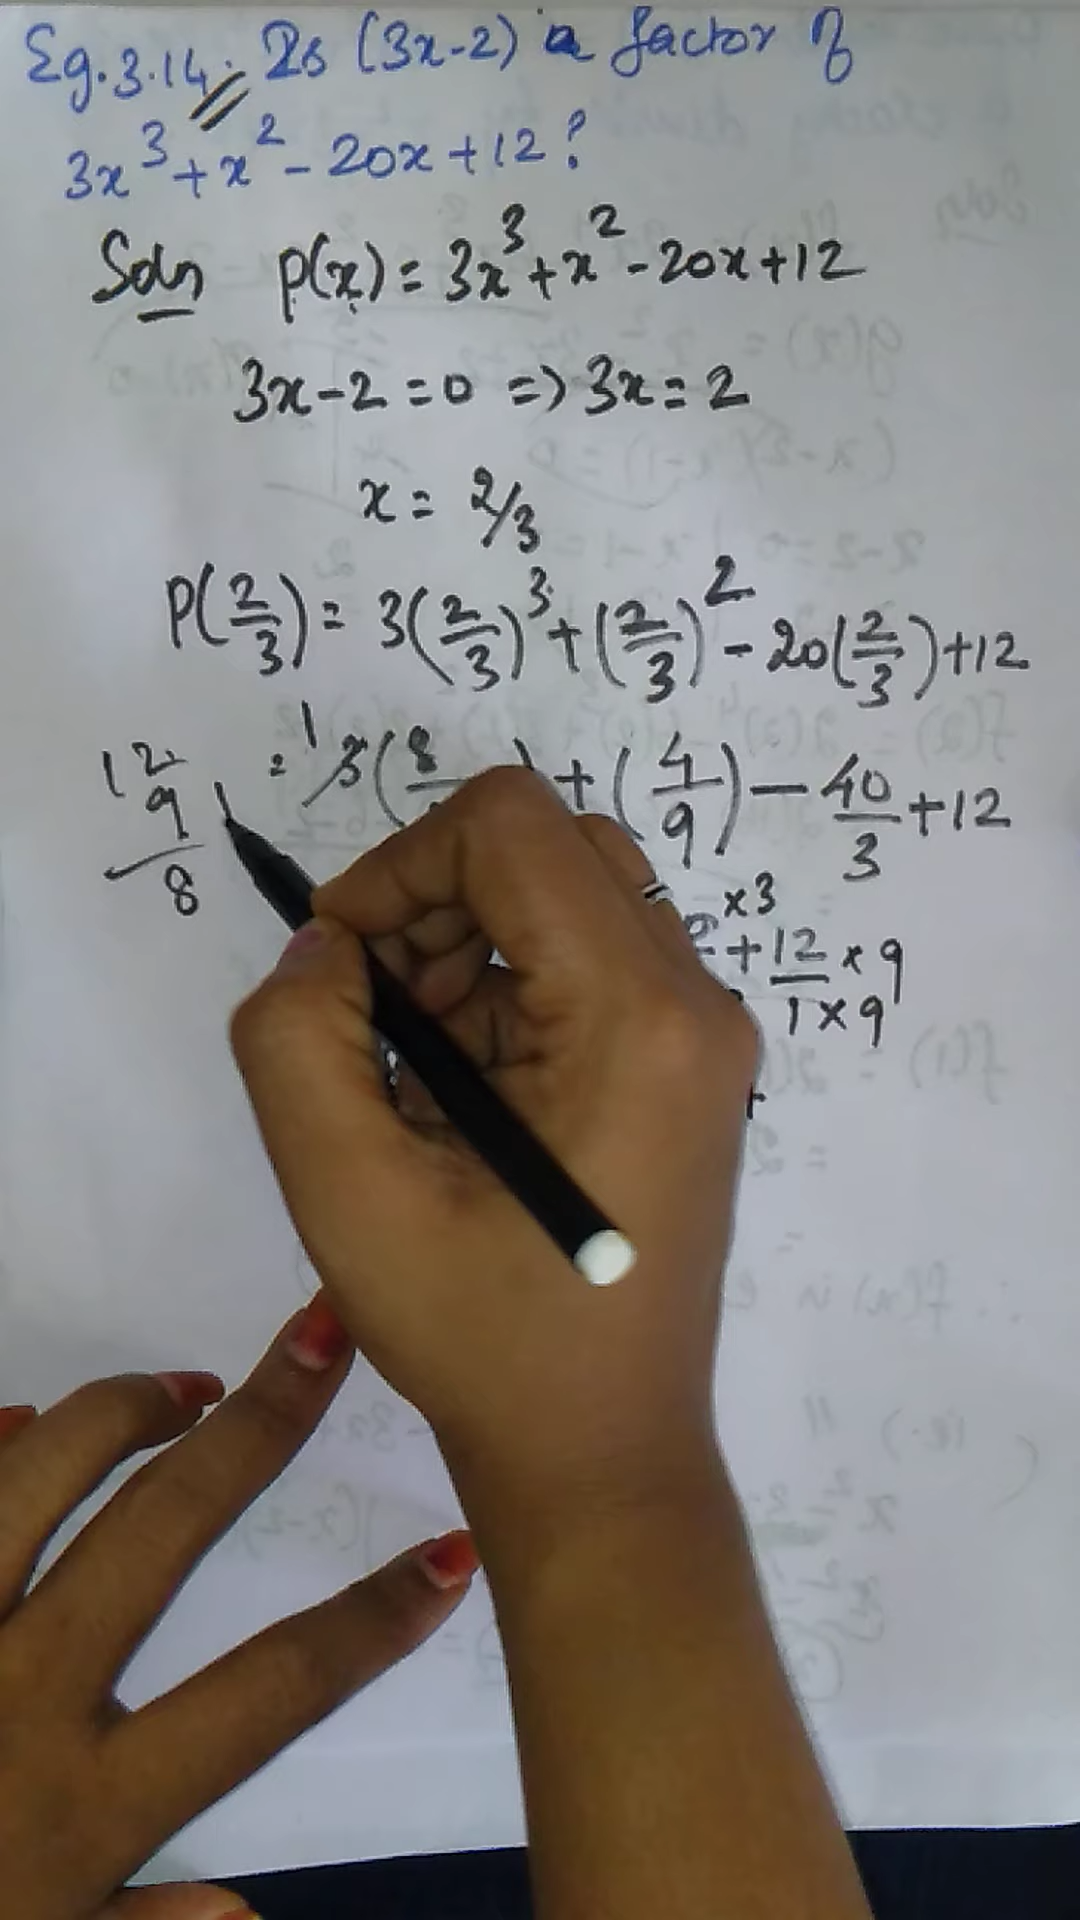 Eg.3.14. Is (3x-2) a factor of
3x³+x²-20x+12?
Soln P(x)=3x³+x²-20x+12
3x-2=0 => 3x=2
x = 2/3
P(2/3) = 3(2/3)³+(2/3)²-20(2/3)+12
= 1 3(8 ) + (4/9) - 40/3 + 12
12
9
8
x3
+ 12 x 9
1 x 9